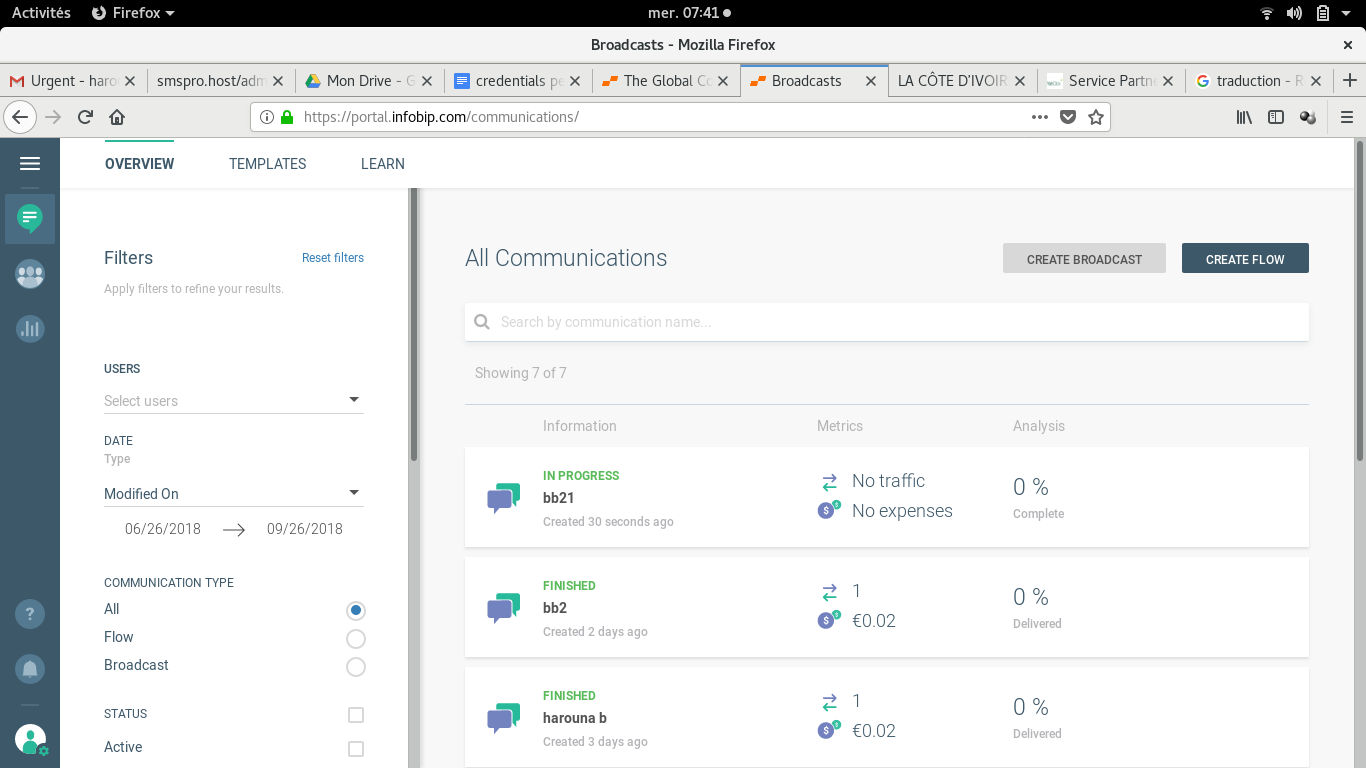 Activités Firefox mer. 07:41
Broadcasts - Mozilla Firefox
Urgent - haro smspro.host/adm Mon Drive - G credentials pe The Global Co Broadcasts LA CÔTE D'IVOIR Service Partne traduction - R
https://portal.infobip.com/communications/
OVERVIEW TEMPLATES LEARN
Filters Reset filters
Apply filters to refine your results.
USERS
Select users
DATE
Type
Modified On
06/26/2018 09/26/2018
COMMUNICATION TYPE
All
Flow
Broadcast
STATUS
Active
All Communications CREATE BROADCAST CREATE FLOW
Search by communication name...
Showing 7 of 7
Information Metrics Analysis
IN PROGRESS
bb21
Created 30 seconds ago
No traffic
No expenses
0 %
Complete
FINISHED
bb2
Created 2 days ago
1
€0.02
0 %
Delivered
FINISHED
harouna b
Created 3 days ago
1
€0.02
0 %
Delivered